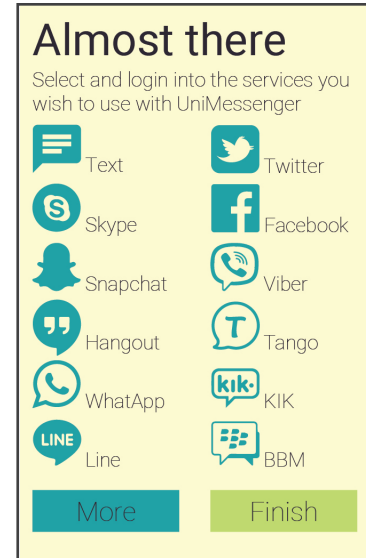 Almost there
Select and login into the services you
wish to use with UniMessenger
Text
Twitter
S
Skype
f
Facebook
Snapchat
Viber
Hangout
T
Tango
WhatApp
kik•
KIK
LINE
Line
BBM
More
Finish